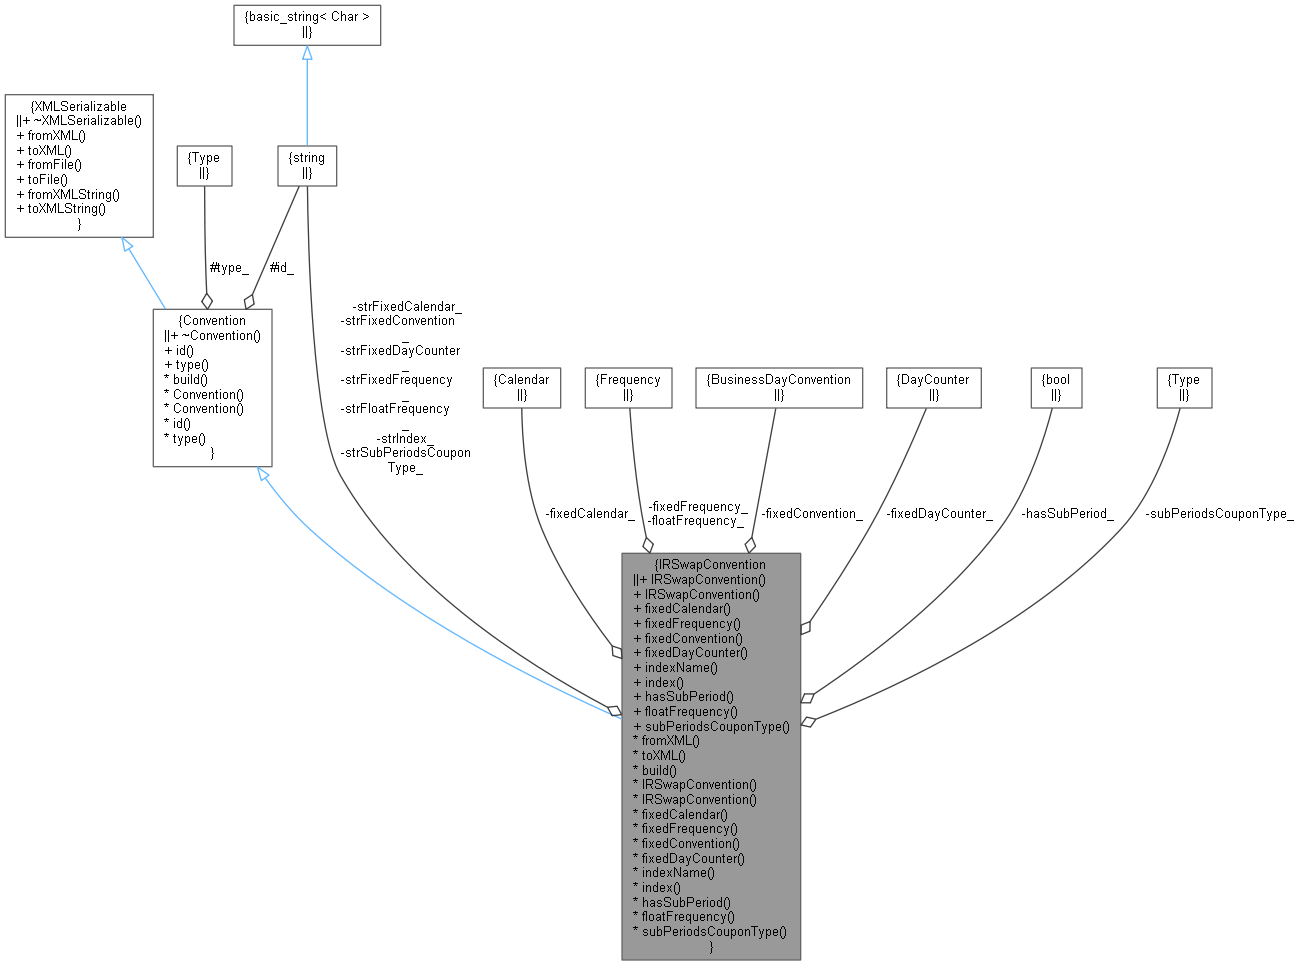 {basic_string< Char >
||}
{XMLSerializable
||+ ~XMLSerializable()
+ fromXML()
+ toXML()
+ fromFile()
+ toFile()
+ fromXMLString()
+ toXMLString()
}
{Type
||}
{string
||}
#type_
#id_
{Convention
||+ ~Convention()
+ id()
+ type()
* build()
* Convention()
* Convention()
* id()
* type()
}
-strFixedCalendar_
-strFixedConvention
_
-strFixedDayCounter
_
-strFixedFrequency
_
-strFloatFrequency
_
-strIndex_
-strSubPeriodsCoupon
Type_
{Calendar
||}
{Frequency
||}
{BusinessDayConvention
||}
{DayCounter
||}
{bool
||}
{Type
||}
-fixedCalendar_
-fixedFrequency_
-floatFrequency_
-fixedConvention_
-fixedDayCounter_
-hasSubPeriod_
-subPeriodsCouponType_
{IRSwapConvention
||+ IRSwapConvention()
+ IRSwapConvention()
+ fixedCalendar()
+ fixedFrequency()
+ fixedConvention()
+ fixedDayCounter()
+ indexName()
+ index()
+ hasSubPeriod()
+ floatFrequency()
+ subPeriodsCouponType()
* fromXML()
* toXML()
* build()
* IRSwapConvention()
* IRSwapConvention()
* fixedCalendar()
* fixedFrequency()
* fixedConvention()
* fixedDayCounter()
* indexName()
* index()
* hasSubPeriod()
* floatFrequency()
* subPeriodsCouponType()
}